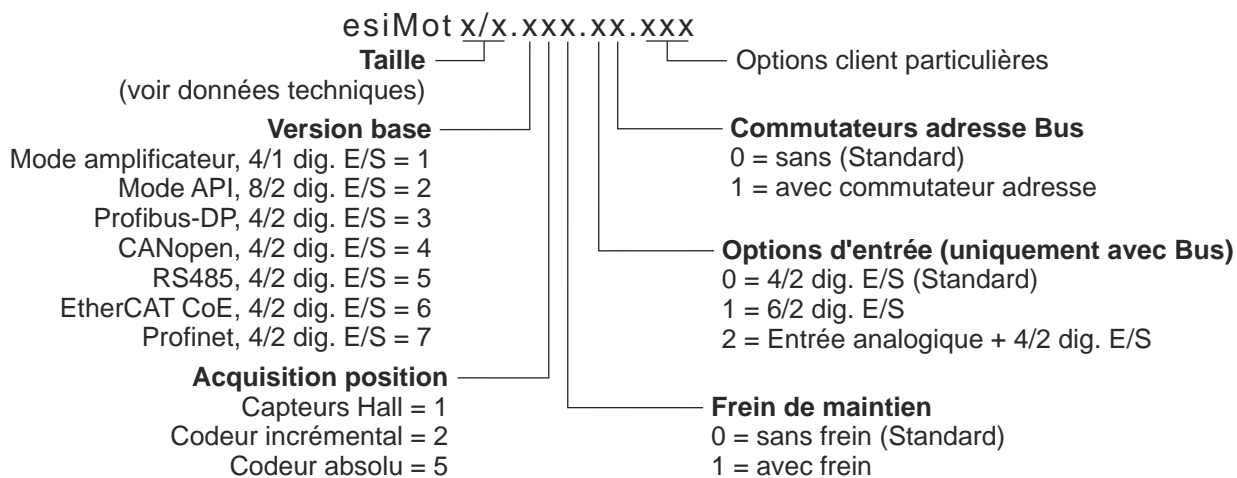 esiMot x/x.xxx.xx.xxx
Taille
(voir données techniques)
Version base
Mode amplificateur, 4/1 dig. E/S = 1
Mode API, 8/2 dig. E/S = 2
Profibus-DP, 4/2 dig. E/S = 3
CANopen, 4/2 dig. E/S = 4
RS485, 4/2 dig. E/S = 5
EtherCAT CoE, 4/2 dig. E/S = 6
Profinet, 4/2 dig. E/S = 7
Acquisition position
Capteurs Hall = 1
Codeur incrémental = 2
Codeur absolu = 5
Options client particulières
Commutateurs adresse Bus
0 = sans (Standard)
1 = avec commutateur adresse
Options d'entrée (uniquement avec Bus)
0 = 4/2 dig. E/S (Standard)
1 = 6/2 dig. E/S
2 = Entrée analogique + 4/2 dig. E/S
Frein de maintien
0 = sans frein (Standard)
1 = avec frein